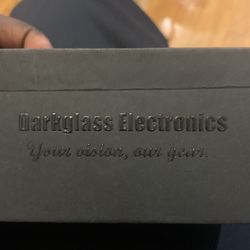 Darkglass Electronics
Your vision, our gear.